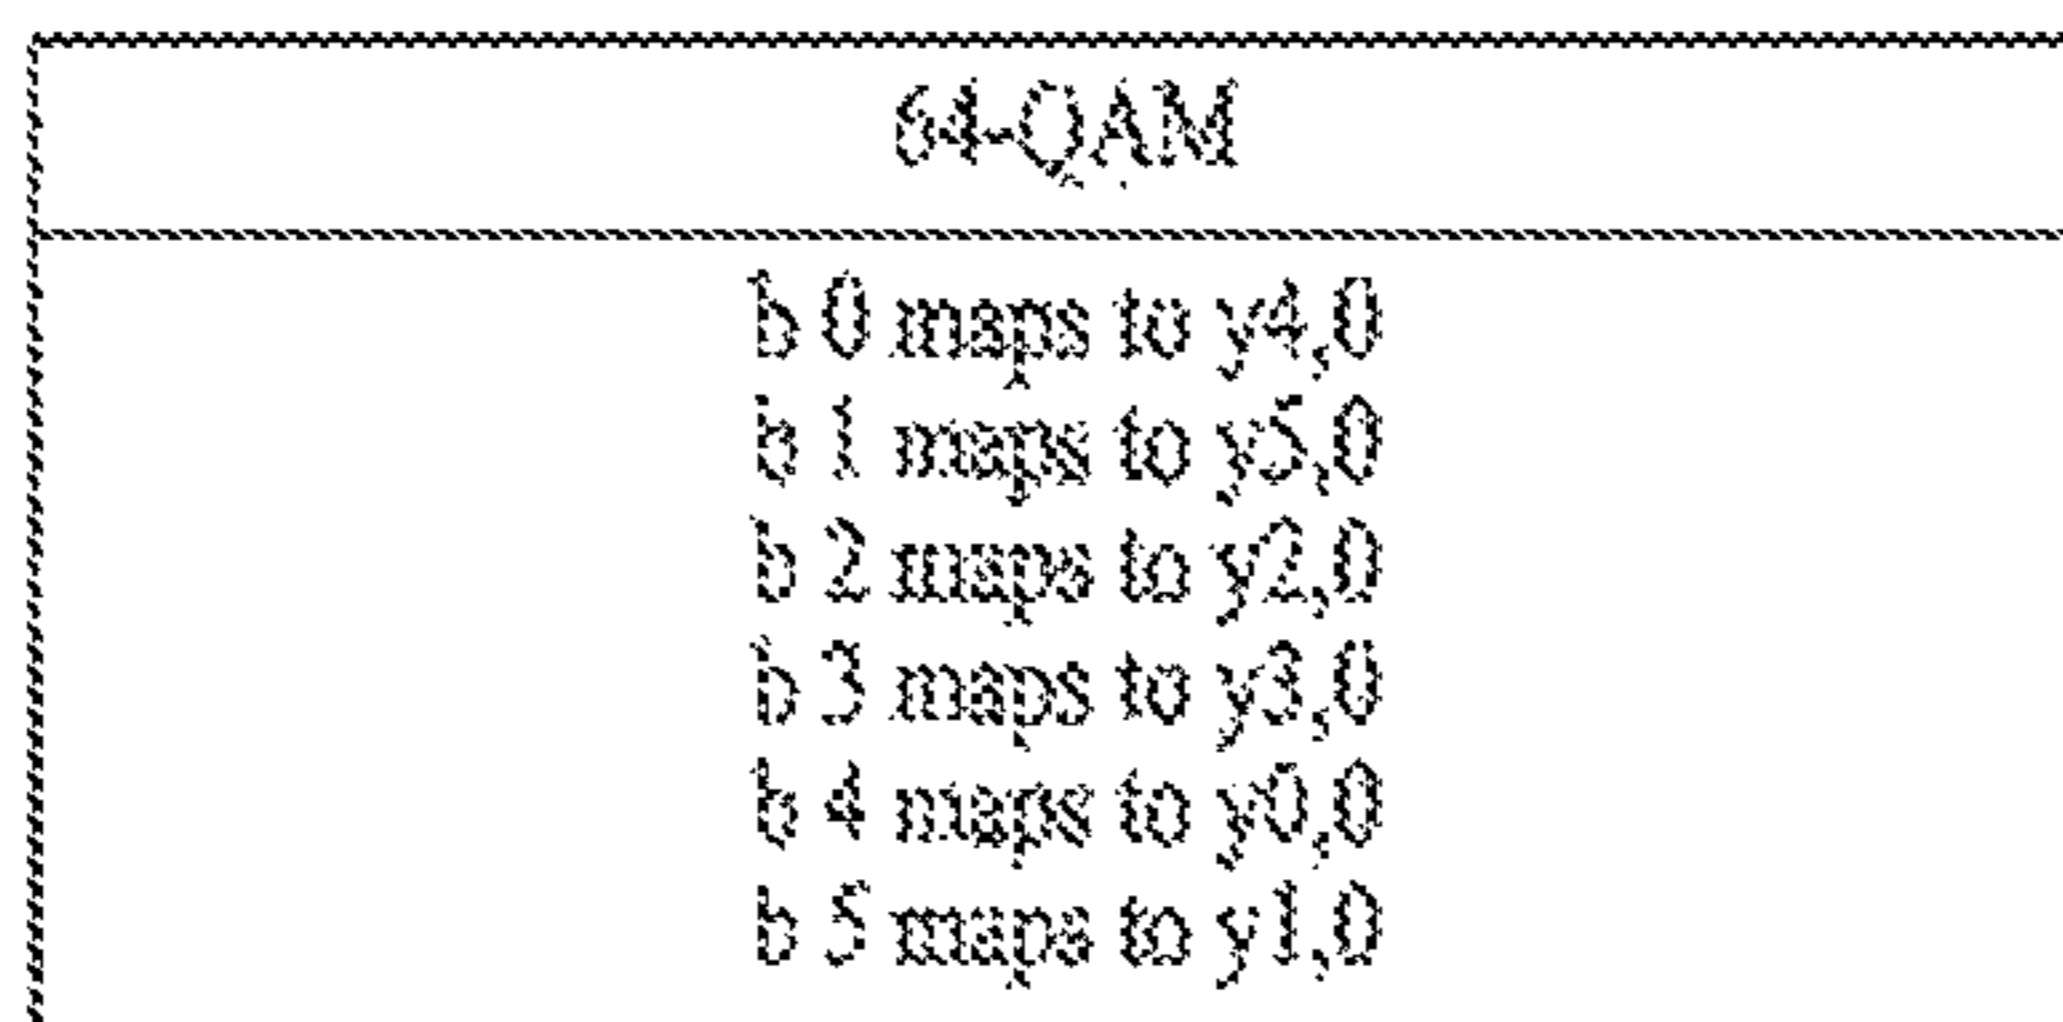 64-QAM
b 0 maps to y4,0
b 1 maps to y5,0
b 2 maps to y2,0
b 3 maps to y3,0
b 4 maps to y0,0
b 5 maps to y1,0